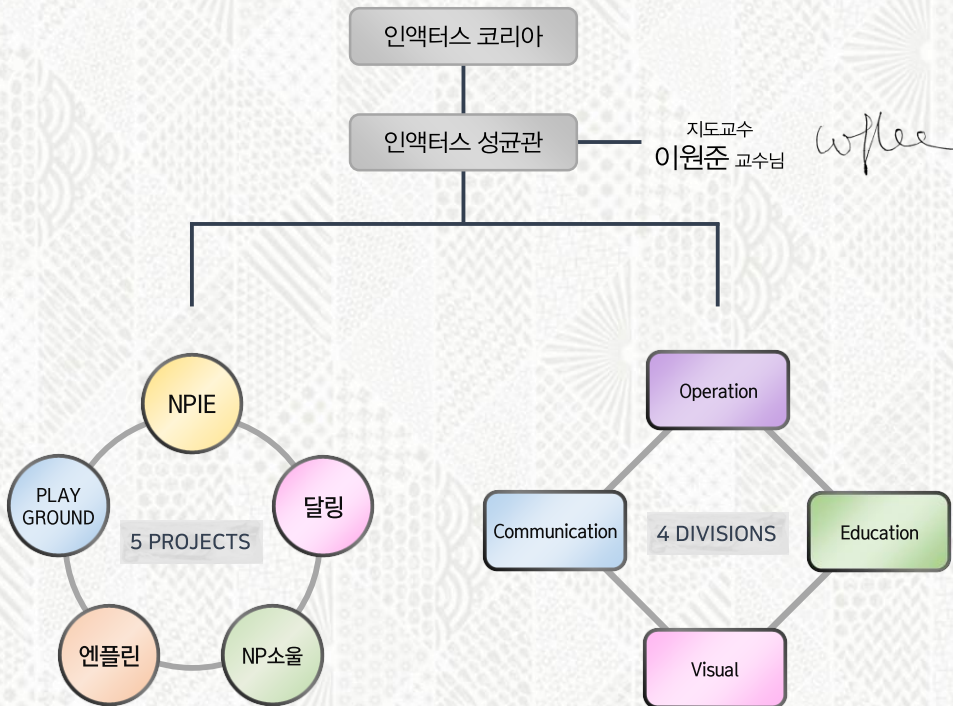 인액터스 코리아
인액터스 성균관
지도교수
이원준 교수님
NPIE
PLAY
GROUND
달링
5 PROJECTS
엔플린
NP소울
Operation
Communication
4 DIVISIONS
Education
Visual